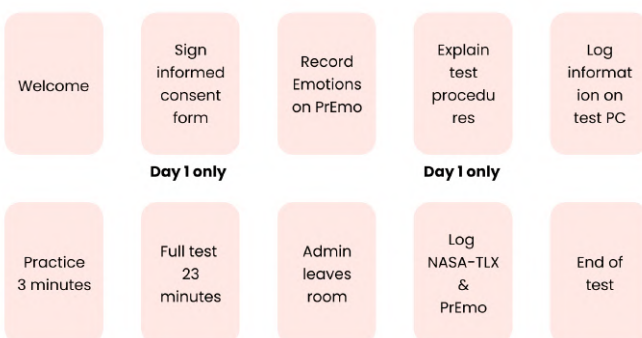 Welcome
Sign
informed
consent
form
Record
Emotions
on PrEmo
Explain
test
procedu
res
Log
informat
ion on
test PC
Day 1 only
Day 1 only
Practice
3 minutes
Full test
23
minutes
Admin
leaves
room
Log
NASA-TLX
&
PrEmo
End of
test